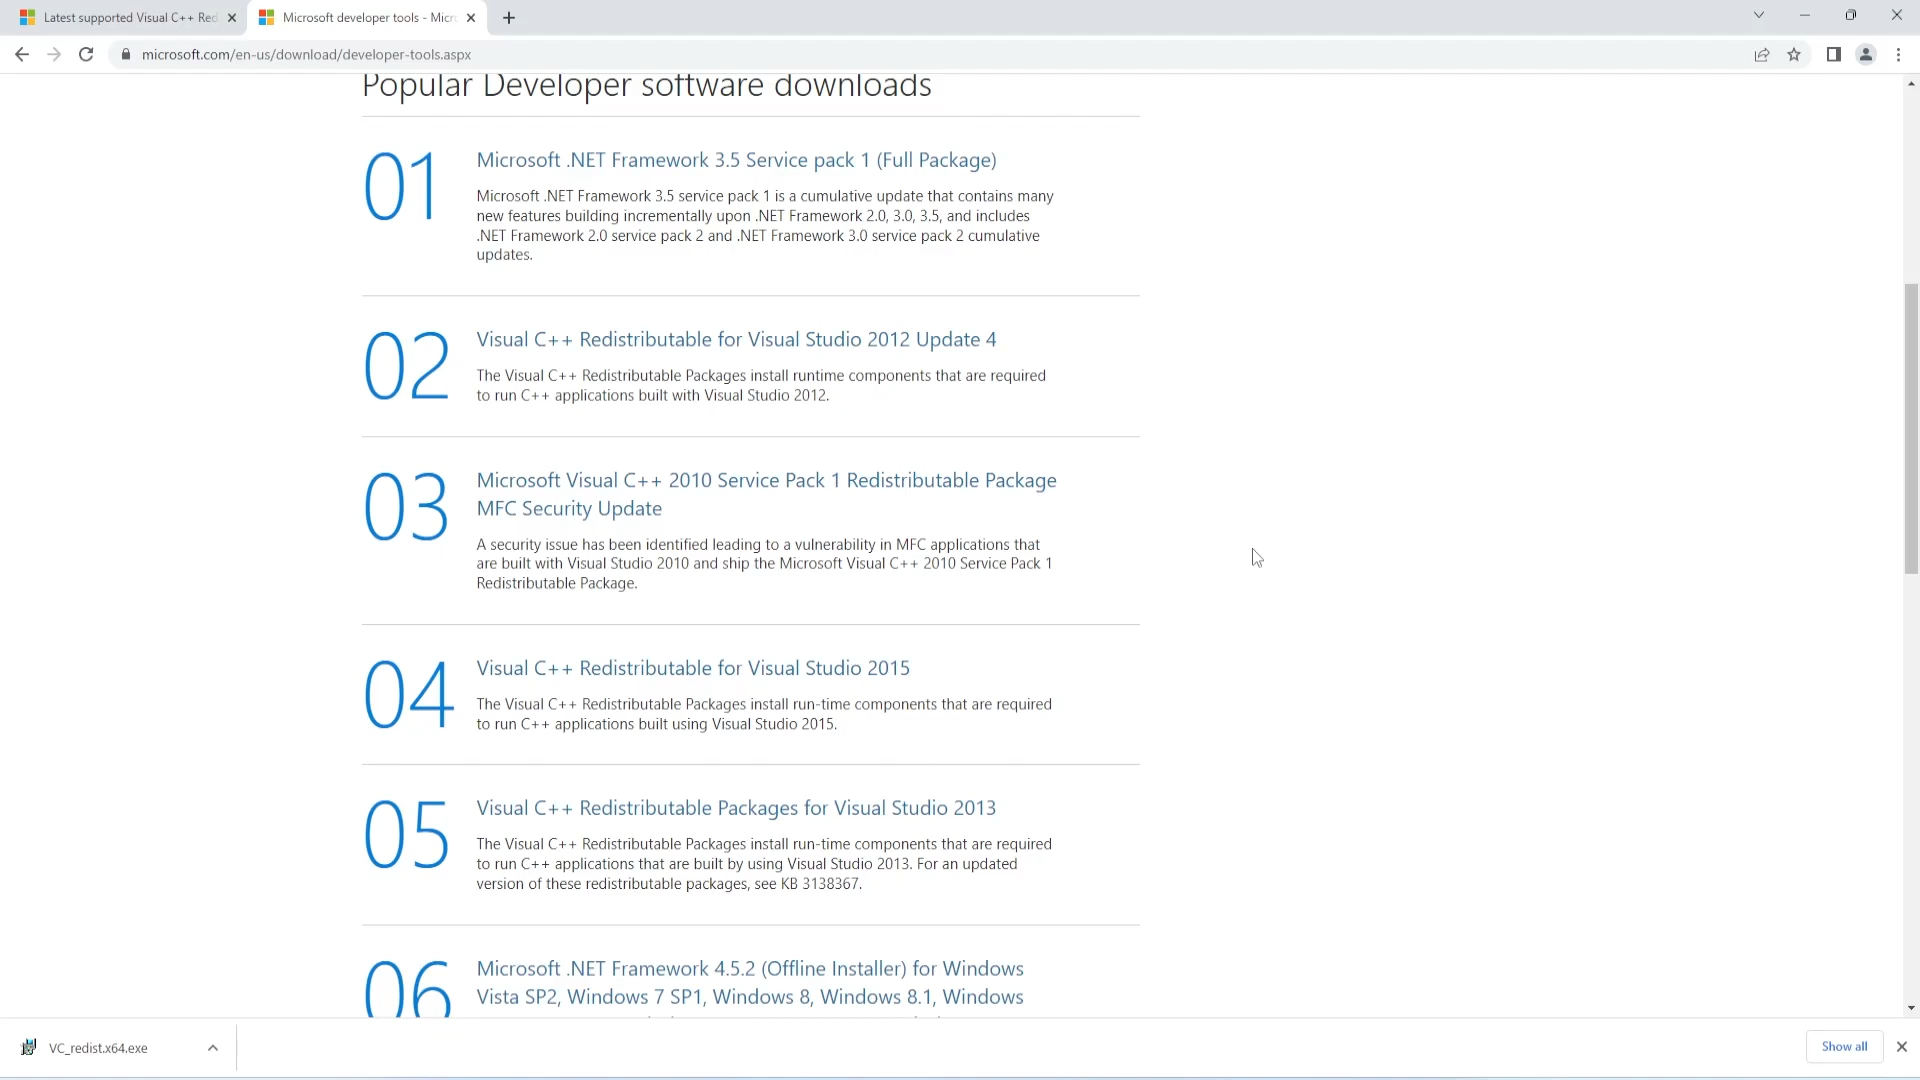 Latest supported Visual C++ Red
Microsoft developer tools - Micr
microsoft.com/en-us/download/developer-tools.aspx
Popular Developer software downloads
01
Microsoft .NET Framework 3.5 Service pack 1 (Full Package)
Microsoft .NET Framework 3.5 service pack 1 is a cumulative update that contains many
new features building incrementally upon .NET Framework 2.0, 3.0, 3.5, and includes
.NET Framework 2.0 service pack 2 and .NET Framework 3.0 service pack 2 cumulative
updates.
02
Visual C++ Redistributable for Visual Studio 2012 Update 4
The Visual C++ Redistributable Packages install runtime components that are required
to run C++ applications built with Visual Studio 2012.
03
Microsoft Visual C++ 2010 Service Pack 1 Redistributable Package
MFC Security Update
A security issue has been identified leading to a vulnerability in MFC applications that
are built with Visual Studio 2010 and ship the Microsoft Visual C++ 2010 Service Pack 1
Redistributable Package.
04
Visual C++ Redistributable for Visual Studio 2015
The Visual C++ Redistributable Packages install run-time components that are required
to run C++ applications built using Visual Studio 2015.
05
Visual C++ Redistributable Packages for Visual Studio 2013
The Visual C++ Redistributable Packages install run-time components that are required
to run C++ applications that are built by using Visual Studio 2013. For an updated
version of these redistributable packages, see KB 3138367.
06
Microsoft .NET Framework 4.5.2 (Offline Installer) for Windows
Vista SP2, Windows 7 SP1, Windows 8, Windows 8.1, Windows
VC_redist.x64.exe
Show all